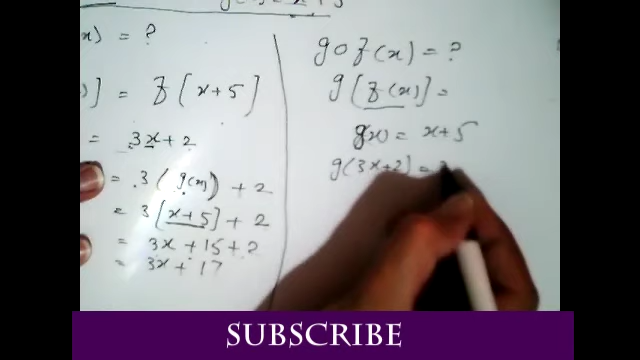 x) = ?
)] = f [ x+5 ]
= 3x+2
= 3 ( g(x) ) + 2
= 3 [ x+5 ] + 2
= 3x + 15 + 2
= 3x + 17
g o f (x) = ?
g [ f (x) ] =
g(x) = x+5
g(3x+2) =
SUBSCRIBE